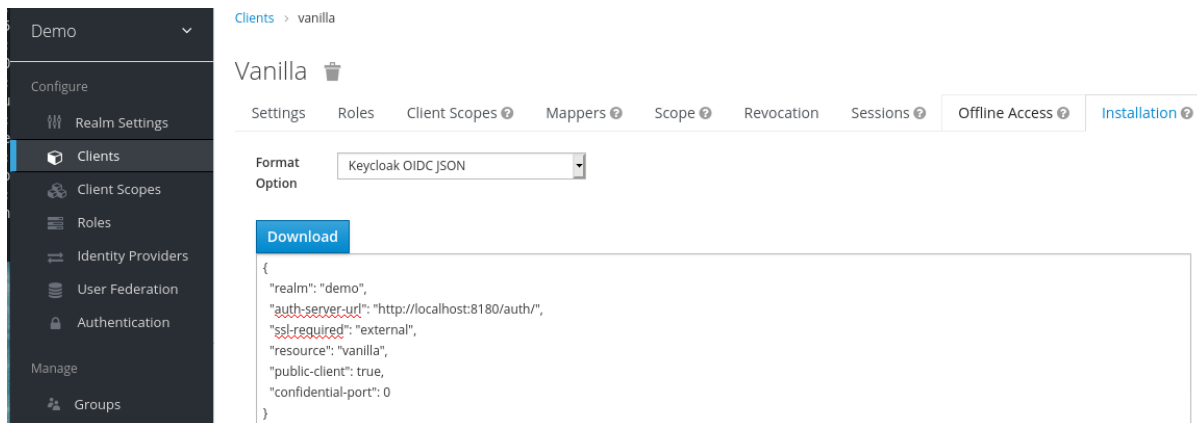 Demo
Configure
Realm Settings
Clients
Client Scopes
Roles
Identity Providers
User Federation
Authentication
Manage
Groups
Clients > vanilla
Vanilla
Settings Roles Client Scopes Mappers Scope Revocation Sessions Offline Access Installation
Format
Option
Keycloak OIDC JSON
Download
{
"realm": "demo",
"auth-server-url": "http://localhost:8180/auth/",
"ssl-required": "external",
"resource": "vanilla",
"public-client": true,
"confidential-port": 0
}